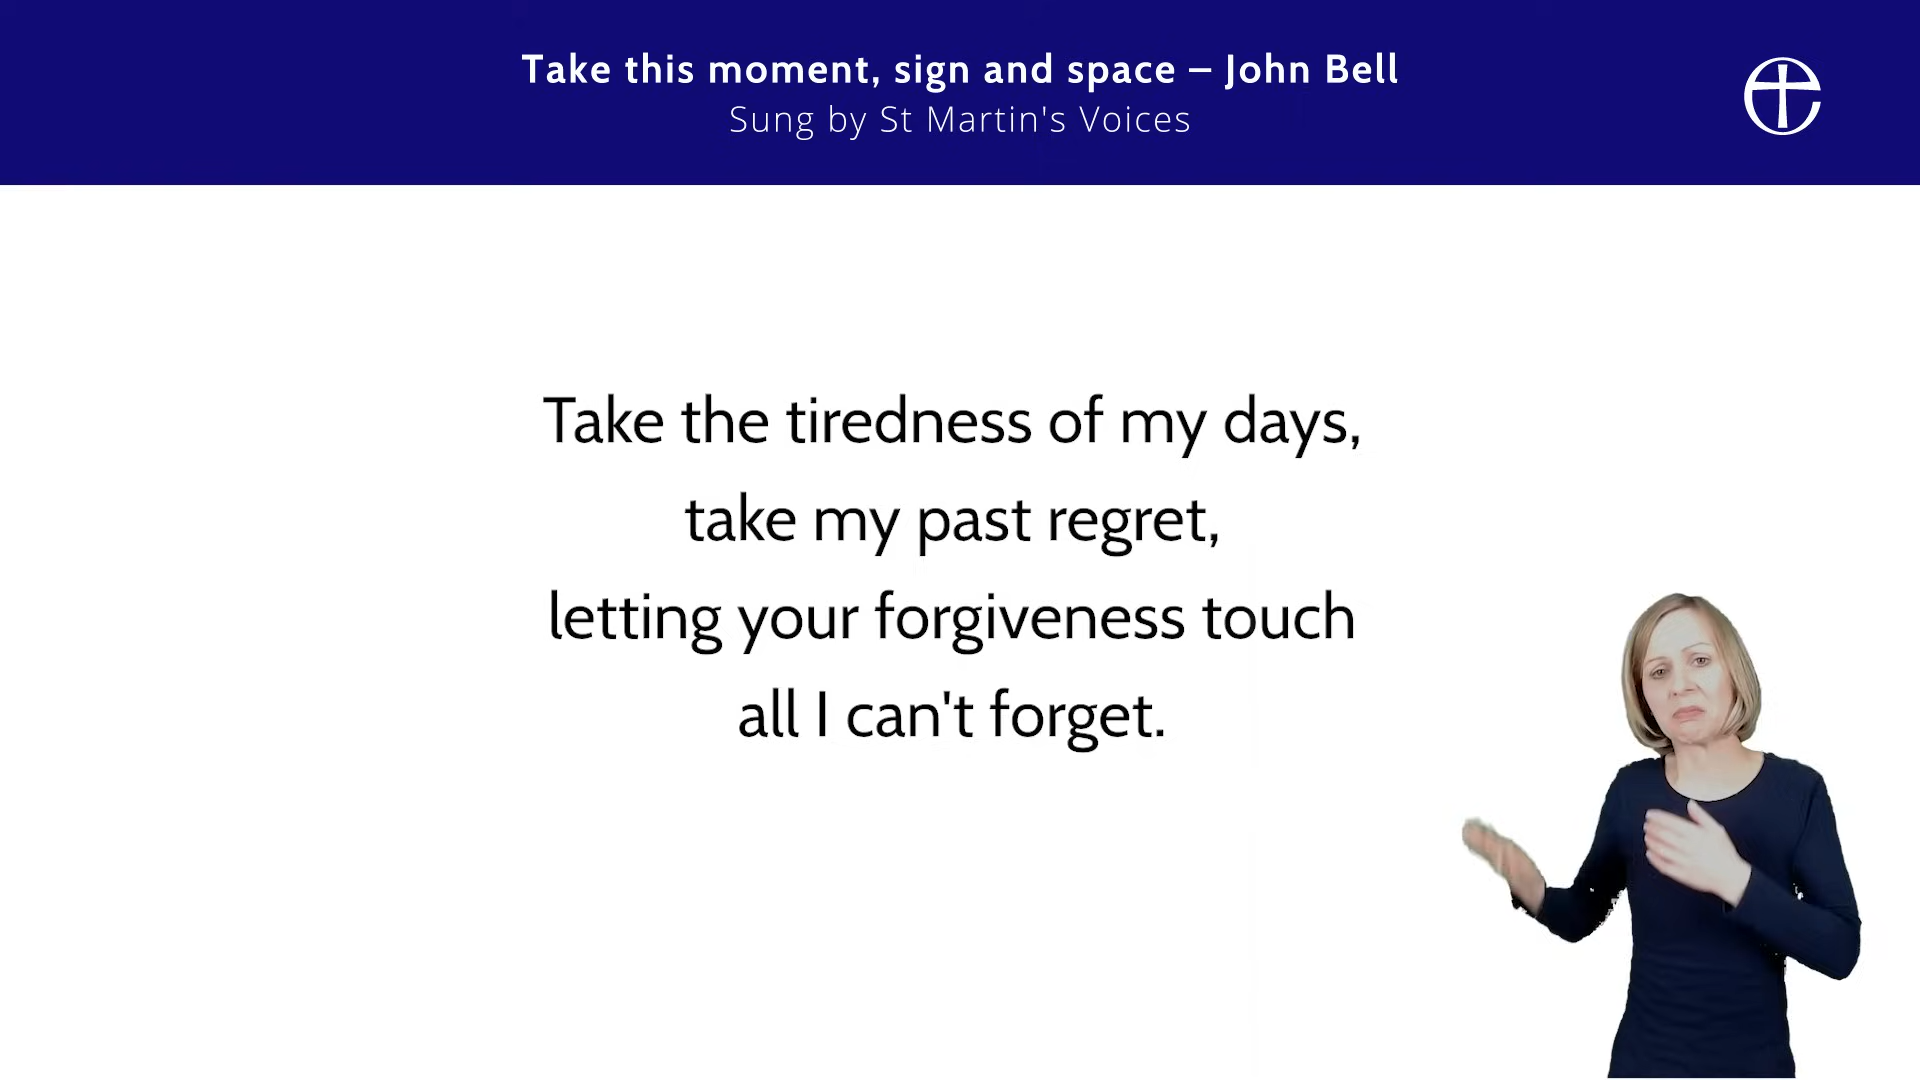 Take this moment, sign and space – John Bell
Sung by St Martin's Voices
Take the tiredness of my days,
take my past regret,
letting your forgiveness touch
all I can't forget.